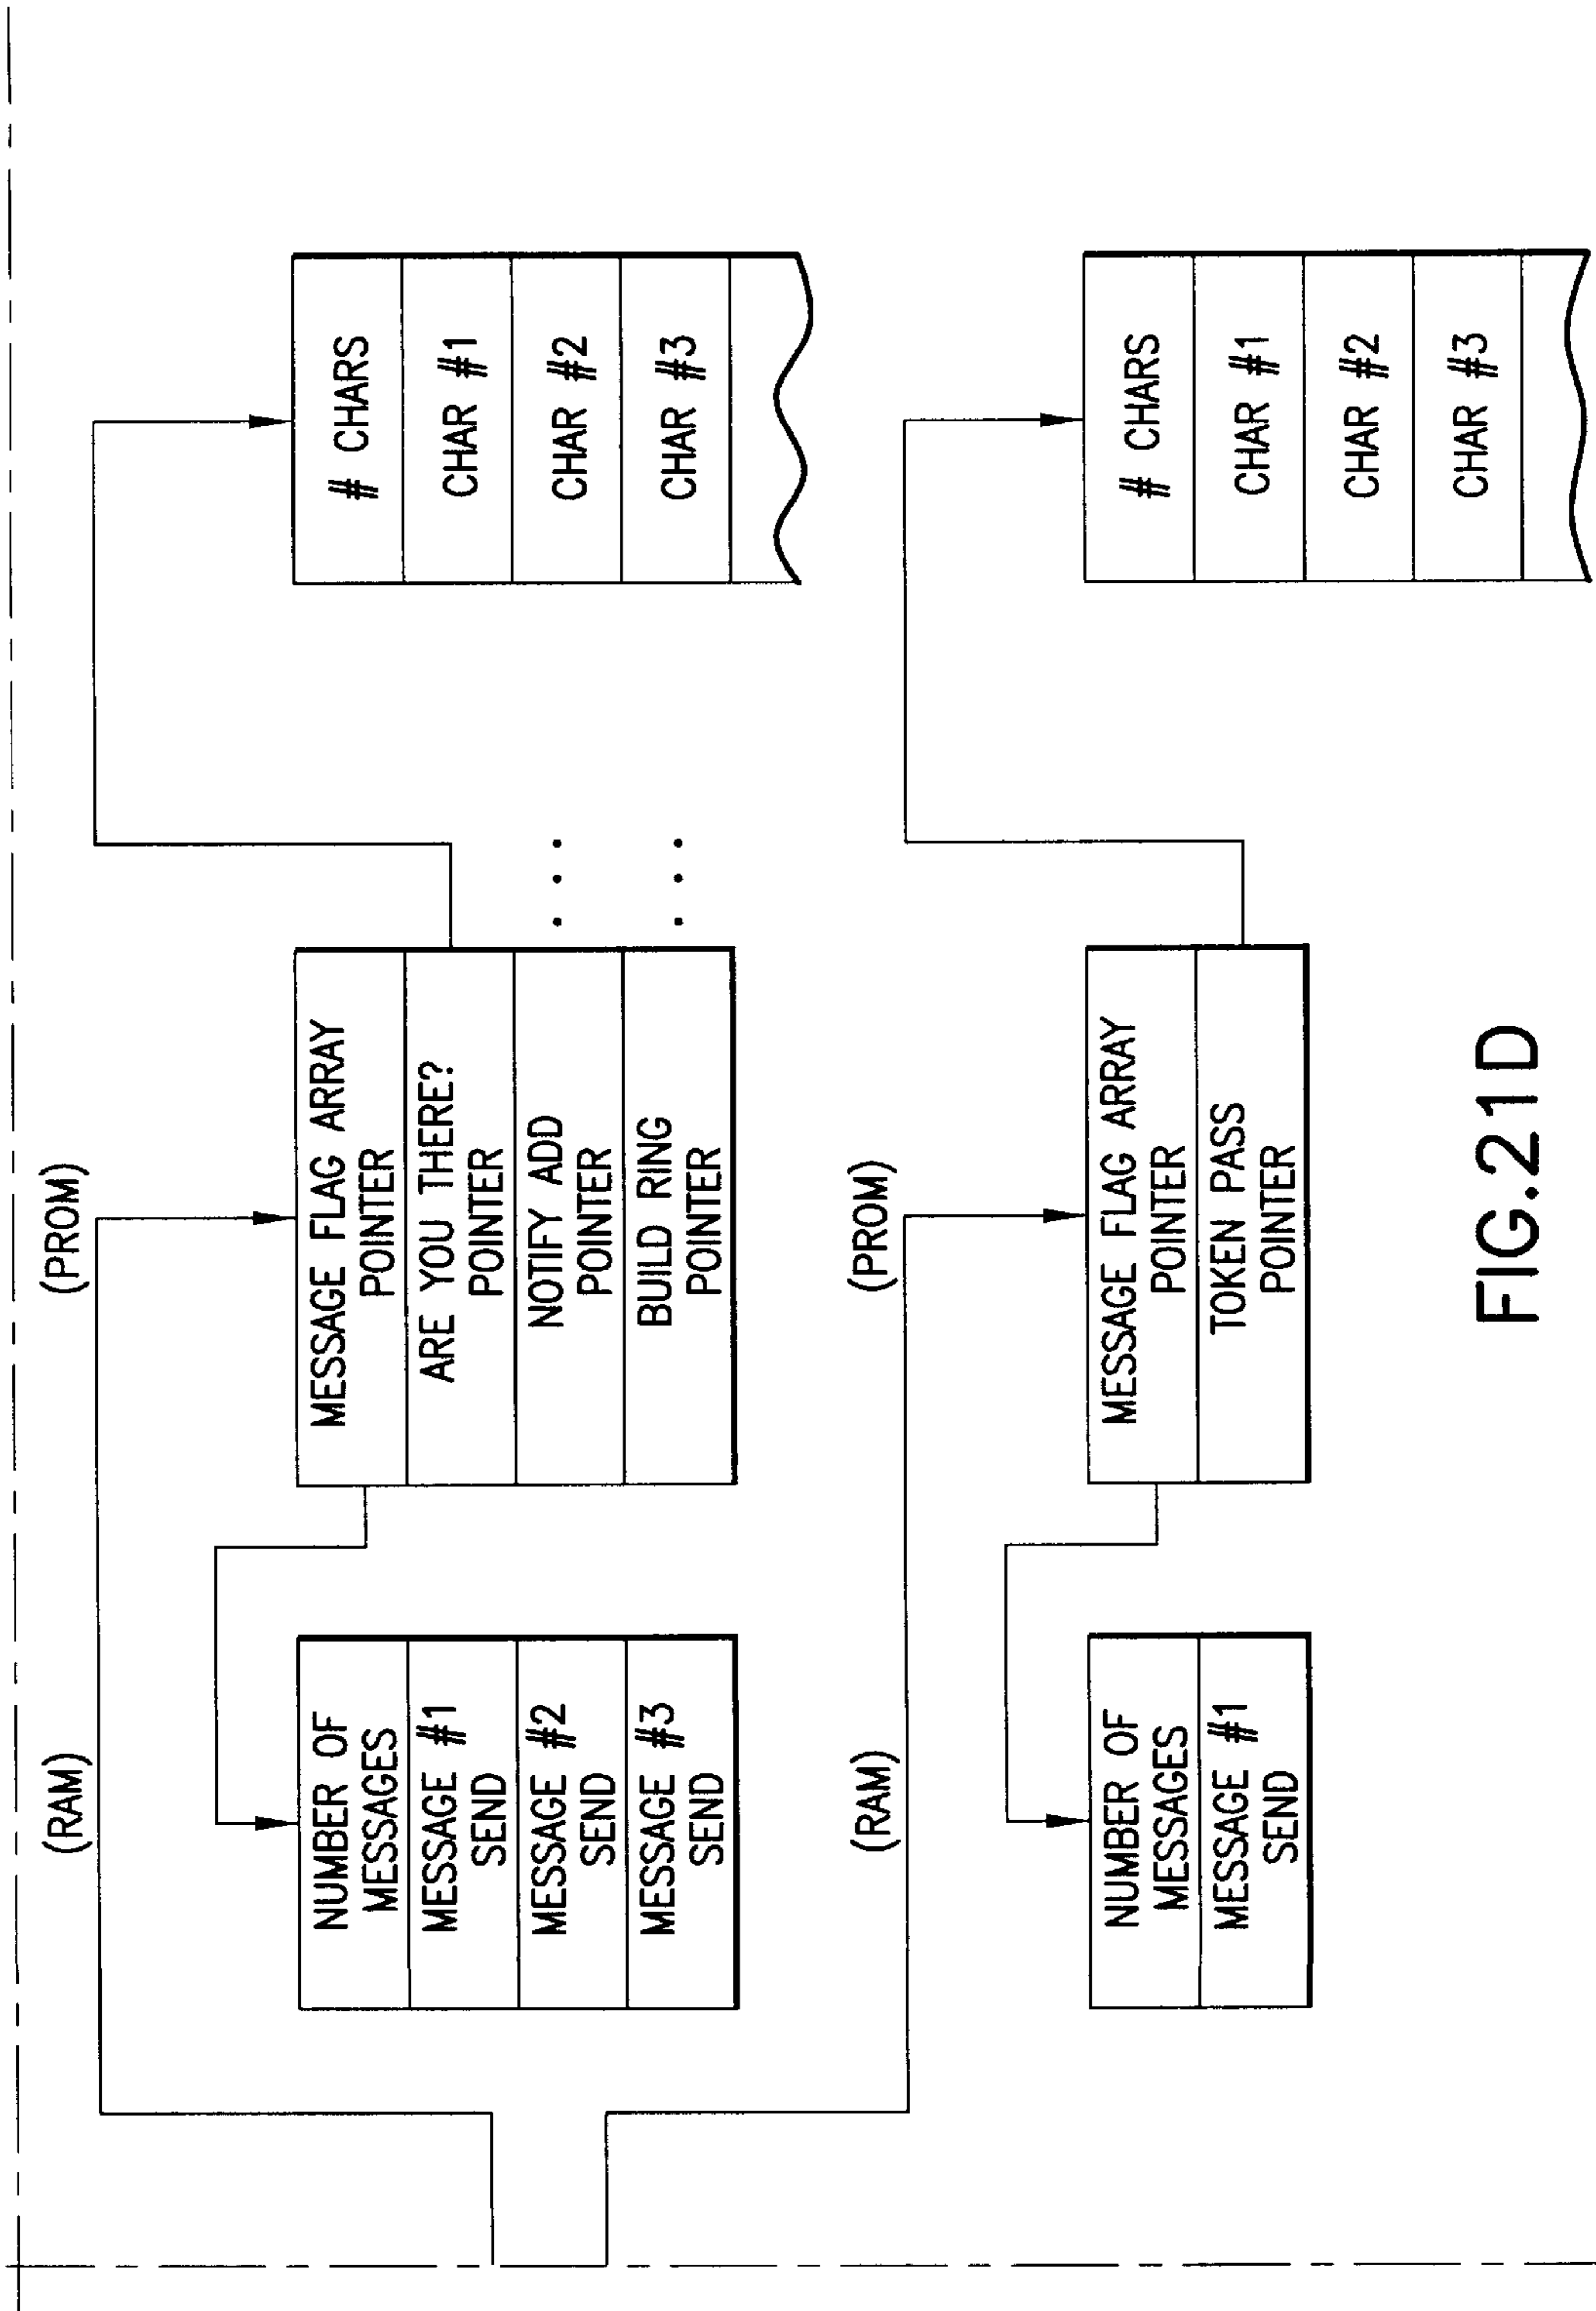 (RAM)
(PROM)
NUMBER OF
MESSAGES
MESSAGE #1
SEND
MESSAGE #2
SEND
MESSAGE #3
SEND
MESSAGE FLAG ARRAY
POINTER
ARE YOU THERE?
POINTER
NOTIFY ADD
POINTER
BUILD RING
POINTER
# CHARS
CHAR #1
CHAR #2
CHAR #3
(RAM)
(PROM)
NUMBER OF
MESSAGES
MESSAGE #1
SEND
MESSAGE FLAG ARRAY
POINTER
TOKEN PASS
POINTER
# CHARS
CHAR #1
CHAR #2
CHAR #3
FIG.21D